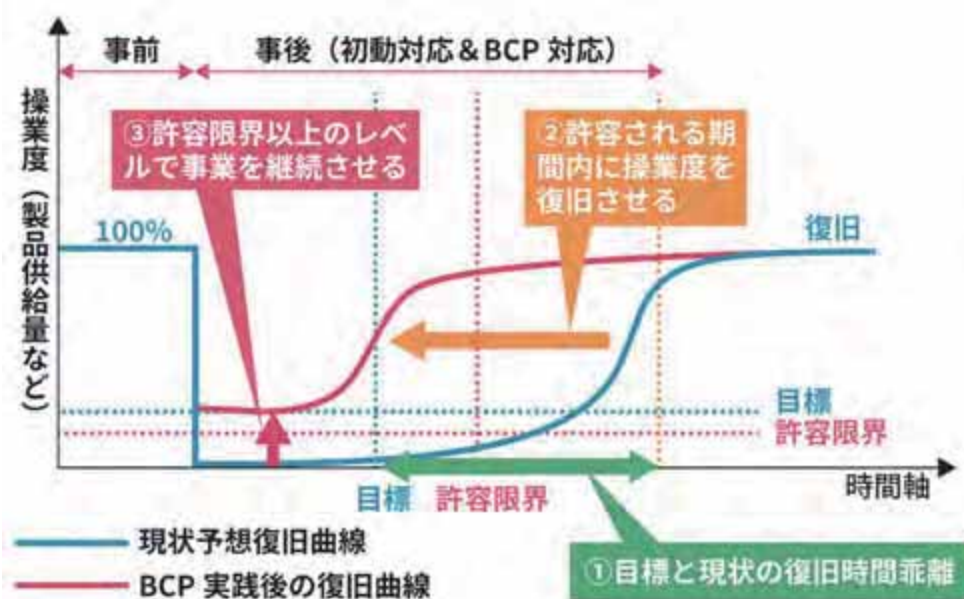 事前
事後（初動対応＆BCP 対応）
操業度（製品供給量など）
③許容限界以上のレベ
ルで事業を継続させる
②許容される期
間内に操業度を
復旧させる
100%
復旧
目標
許容限界
時間軸
目標
許容限界
現状予想復旧曲線
BCP 実践後の復旧曲線
①目標と現状の復旧時間乖離